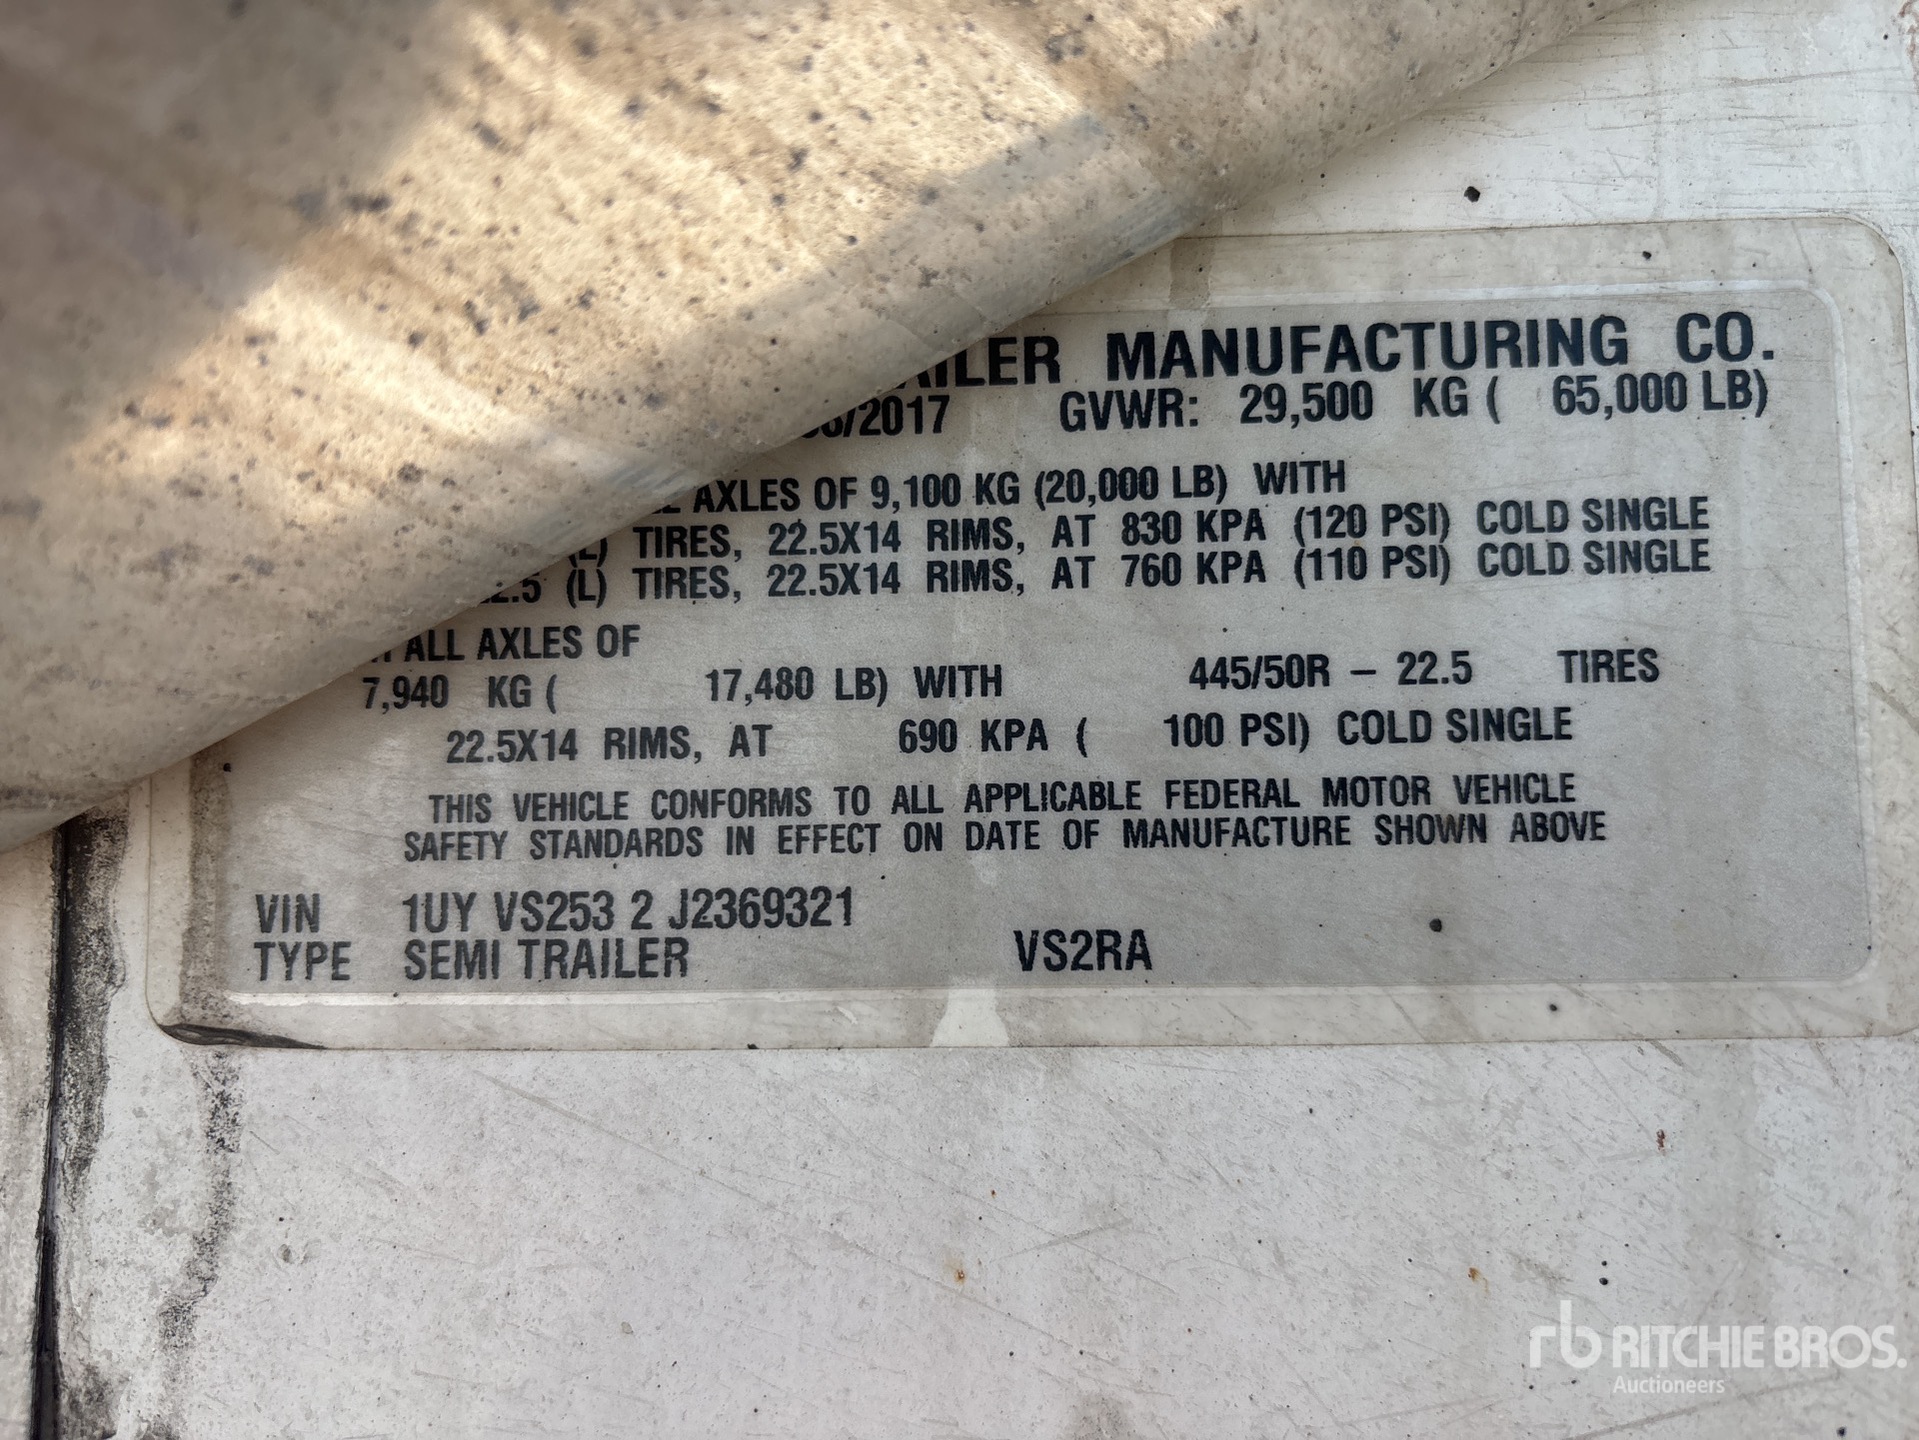 MANUFACTURING CO.
/2017 GVWR: 29,500 KG ( 65,000 LB)
AXLES OF 9,100 KG (20,000 LB) WITH
(L) TIRES, 22.5X14 RIMS, AT 830 KPA (120 PSI) COLD SINGLE
(L) TIRES, 22.5X14 RIMS, AT 760 KPA (110 PSI) COLD SINGLE
ALL AXLES OF
7,940 KG ( 17,480 LB) WITH 445/50R – 22.5 TIRES
22.5X14 RIMS, AT 690 KPA ( 100 PSI) COLD SINGLE
THIS VEHICLE CONFORMS TO ALL APPLICABLE FEDERAL MOTOR VEHICLE
SAFETY STANDARDS IN EFFECT ON DATE OF MANUFACTURE SHOWN ABOVE
VIN 1UY VS253 2 J2369321
TYPE SEMI TRAILER VS2RA
rb RITCHIE BROS.
Auctioneers